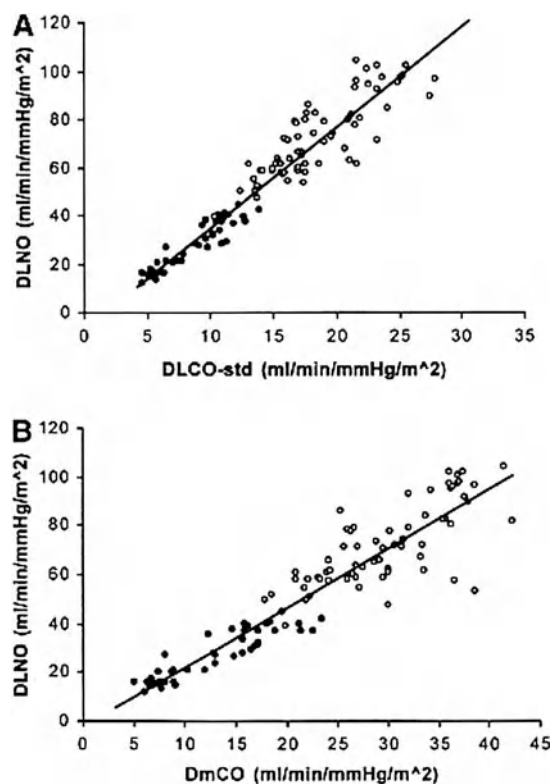 A
120
100
80
60
40
20
0
DLNO (ml/min/mmHg/m^2)
0 5 10 15 20 25 30 35
DLCO-std (ml/min/mmHg/m^2)
B
120
100
80
60
40
20
0
DLNO (ml/min/mmHg/m^2)
0 5 10 15 20 25 30 35 40 45
DmCO (ml/min/mmHg/m^2)